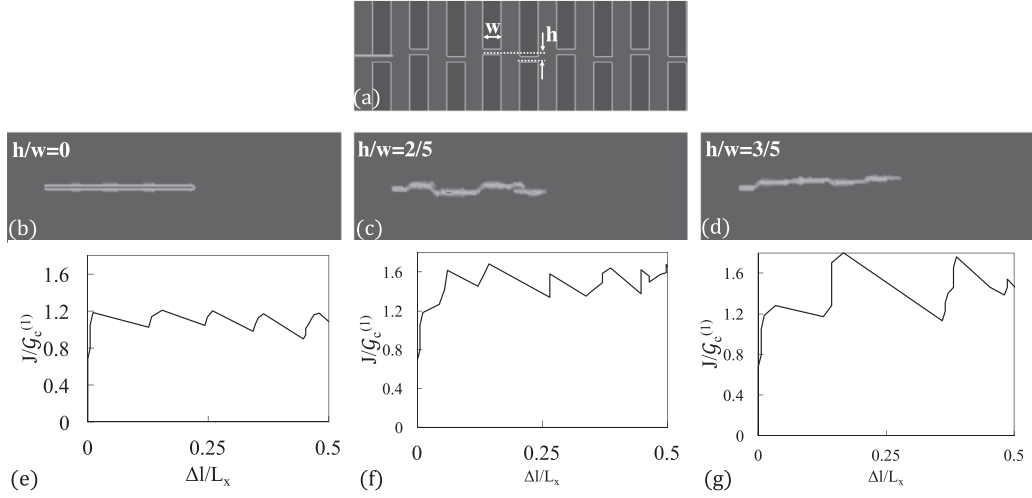 w
h
(a)
h/w=0
(b)
h/w=2/5
(c)
h/w=3/5
(d)
1.6
1.2
0.8
0.4
0
J/𝒢c(1)
0 0.25 0.5
(e) Δl/Lx
1.6
1.2
0.8
0.4
0
J/𝒢c(1)
0 0.25 0.5
(f) Δl/Lx
1.6
1.2
0.8
0.4
0
J/𝒢c(1)
0 0.25 0.5
(g) Δl/Lx